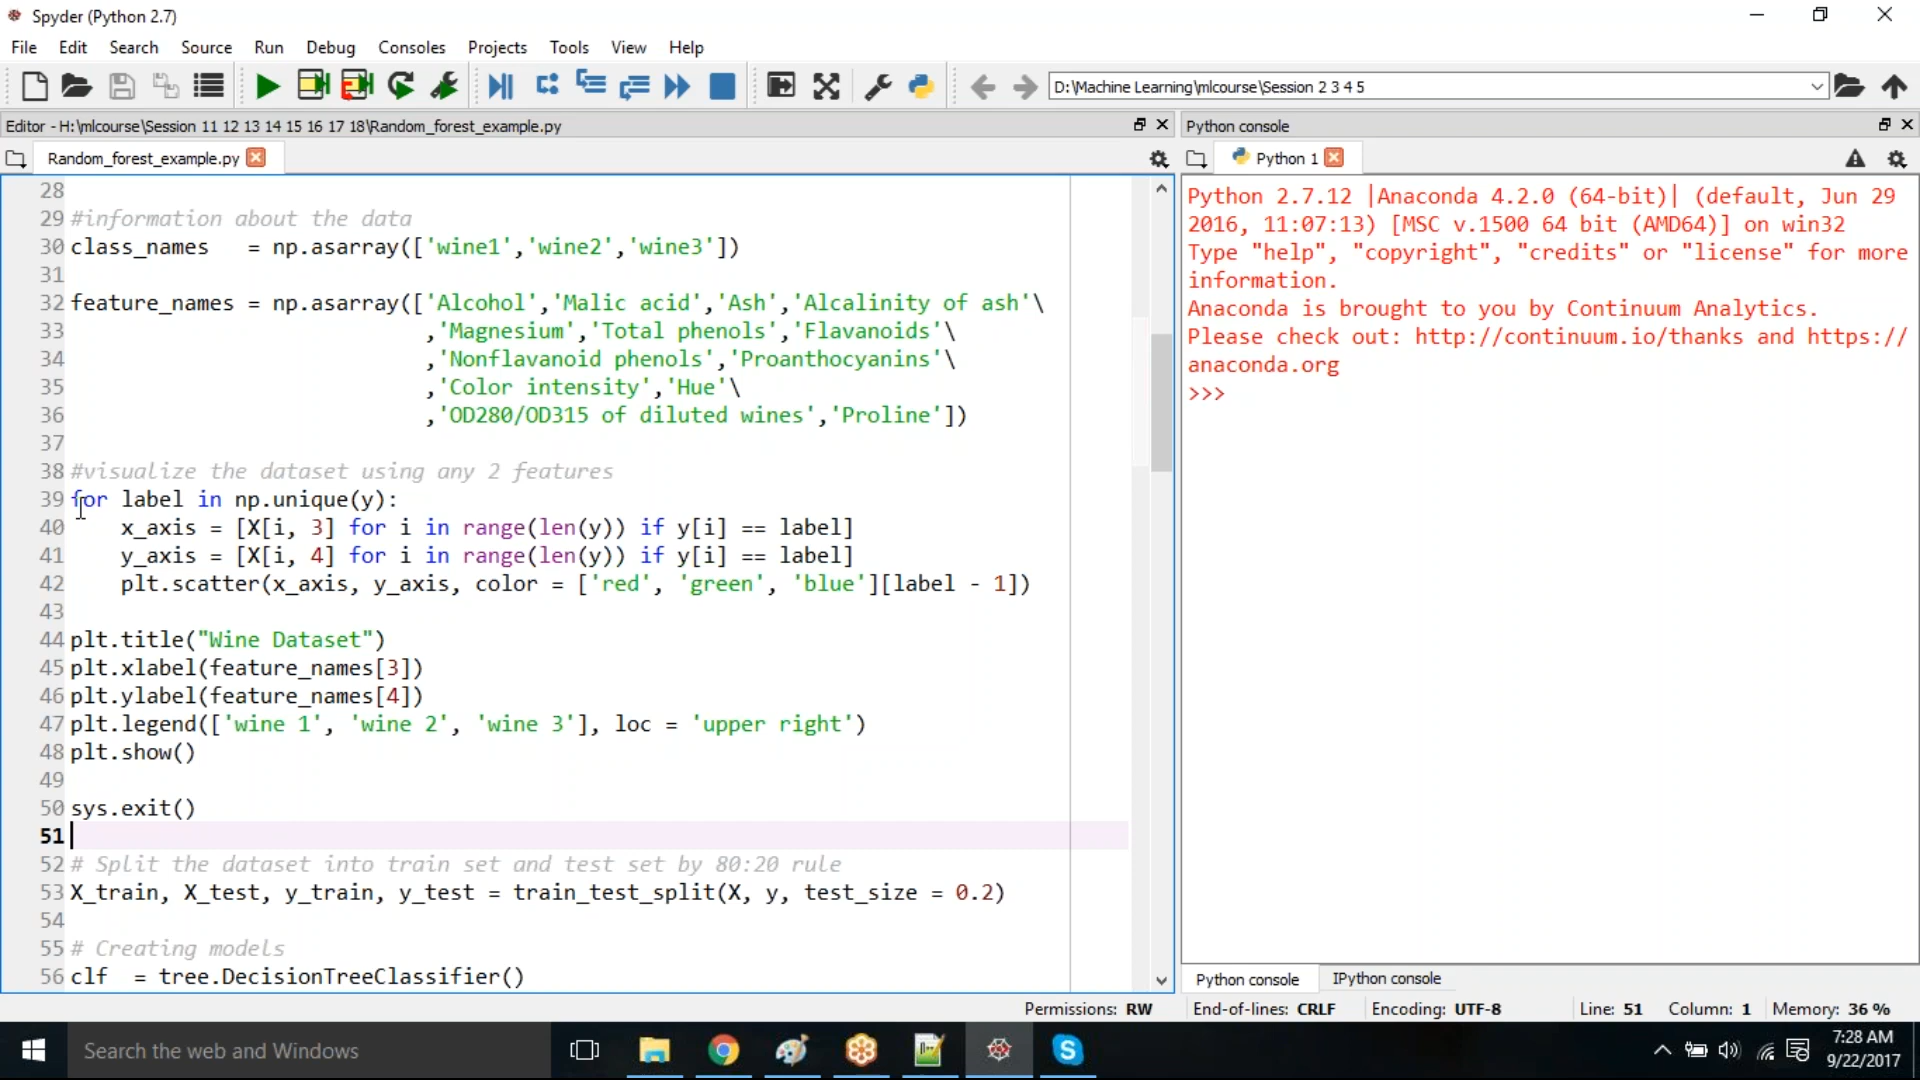 Spyder (Python 2.7)
File Edit Search Source Run Debug Consoles Projects Tools View Help
D:\Machine Learning\mlcourse\Session 2 3 4 5
Editor - H:\mlcourse\Session 11 12 13 14 15 16 17 18\Random_forest_example.py
Random_forest_example.py
28
29 #information about the data
30 class_names   = np.asarray(['wine1','wine2','wine3'])
31
32 feature_names = np.asarray(['Alcohol','Malic acid','Ash','Alcalinity of ash'\
33                             ,'Magnesium','Total phenols','Flavanoids'\
34                             ,'Nonflavanoid phenols','Proanthocyanins'\
35                             ,'Color intensity','Hue'\
36                             ,'OD280/OD315 of diluted wines','Proline'])
37
38 #visualize the dataset using any 2 features
39 for label in np.unique(y):
40     x_axis = [X[i, 3] for i in range(len(y)) if y[i] == label]
41     y_axis = [X[i, 4] for i in range(len(y)) if y[i] == label]
42     plt.scatter(x_axis, y_axis, color = ['red', 'green', 'blue'][label - 1])
43
44 plt.title("Wine Dataset")
45 plt.xlabel(feature_names[3])
46 plt.ylabel(feature_names[4])
47 plt.legend(['wine 1', 'wine 2', 'wine 3'], loc = 'upper right')
48 plt.show()
49
50 sys.exit()
51
52 # Split the dataset into train set and test set by 80:20 rule
53 X_train, X_test, y_train, y_test = train_test_split(X, y, test_size = 0.2)
54
55 # Creating models
56 clf  = tree.DecisionTreeClassifier()
Python console
Python 1
Python 2.7.12 |Anaconda 4.2.0 (64-bit)| (default, Jun 29
2016, 11:07:13) [MSC v.1500 64 bit (AMD64)] on win32
Type "help", "copyright", "credits" or "license" for more
information.
Anaconda is brought to you by Continuum Analytics.
Please check out: http://continuum.io/thanks and https://
anaconda.org
>>>
Python console IPython console
Permissions: RW End-of-lines: CRLF Encoding: UTF-8 Line: 51 Column: 1 Memory: 36 %
Search the web and Windows
7:28 AM
9/22/2017